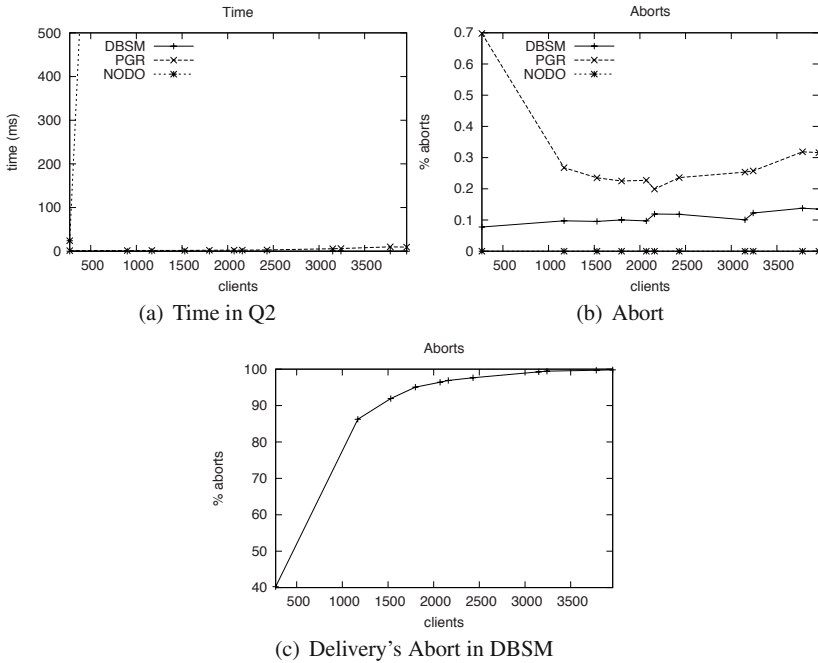 Time
500
400
300
200
100
0
time (ms)
DBSM
PGR
NODO
500 1000 1500 2000 2500 3000 3500
clients
(a) Time in Q2
Aborts
0.7
0.6
0.5
0.4
0.3
0.2
0.1
0
% aborts
DBSM
PGR
NODO
500 1000 1500 2000 2500 3000 3500
clients
(b) Abort
Aborts
100
90
80
70
60
50
40
% aborts
500 1000 1500 2000 2500 3000 3500
clients
(c) Delivery's Abort in DBSM